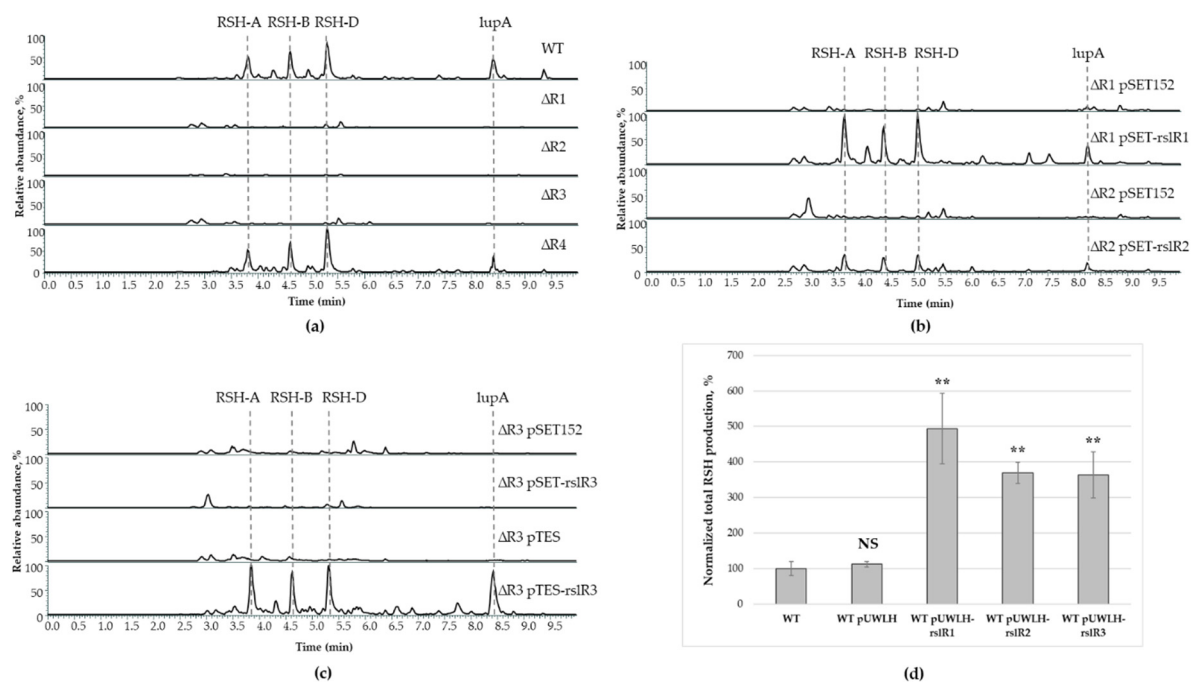 RSH-A RSH-B RSH-D lupA
Relative abaundance, %
100
50
WT
100
50
ΔR1
100
50
ΔR2
100
50
ΔR3
100
50
0
ΔR4
0.0 0.5 1.0 1.5 2.0 2.5 3.0 3.5 4.0 4.5 5.0 5.5 6.0 6.5 7.0 7.5 8.0 8.5 9.0 9.5
Time (min)
(a)
RSH-A RSH-B RSH-D lupA
Relative abaundance, %
100
50
ΔR1 pSET152
100
50
ΔR1 pSET-rslR1
100
50
ΔR2 pSET152
100
50
0
ΔR2 pSET-rslR2
0.0 0.5 1.0 1.5 2.0 2.5 3.0 3.5 4.0 4.5 5.0 5.5 6.0 6.5 7.0 7.5 8.0 8.5 9.0 9.5
Time (min)
(b)
RSH-A RSH-B RSH-D lupA
Relative abaundance, %
100
50
ΔR3 pSET152
100
50
ΔR3 pSET-rslR3
100
50
ΔR3 pTES
100
50
0
ΔR3 pTES-rslR3
0.0 0.5 1.0 1.5 2.0 2.5 3.0 3.5 4.0 4.5 5.0 5.5 6.0 6.5 7.0 7.5 8.0 8.5 9.0 9.5
Time (min)
(c)
Normalized total RSH production, %
700
600
500
400
300
200
100
0
NS
**
**
**
WT WT pUWLH WT pUWLH- WT pUWLH- WT pUWLH-
rslR1 rslR2 rslR3
(d)